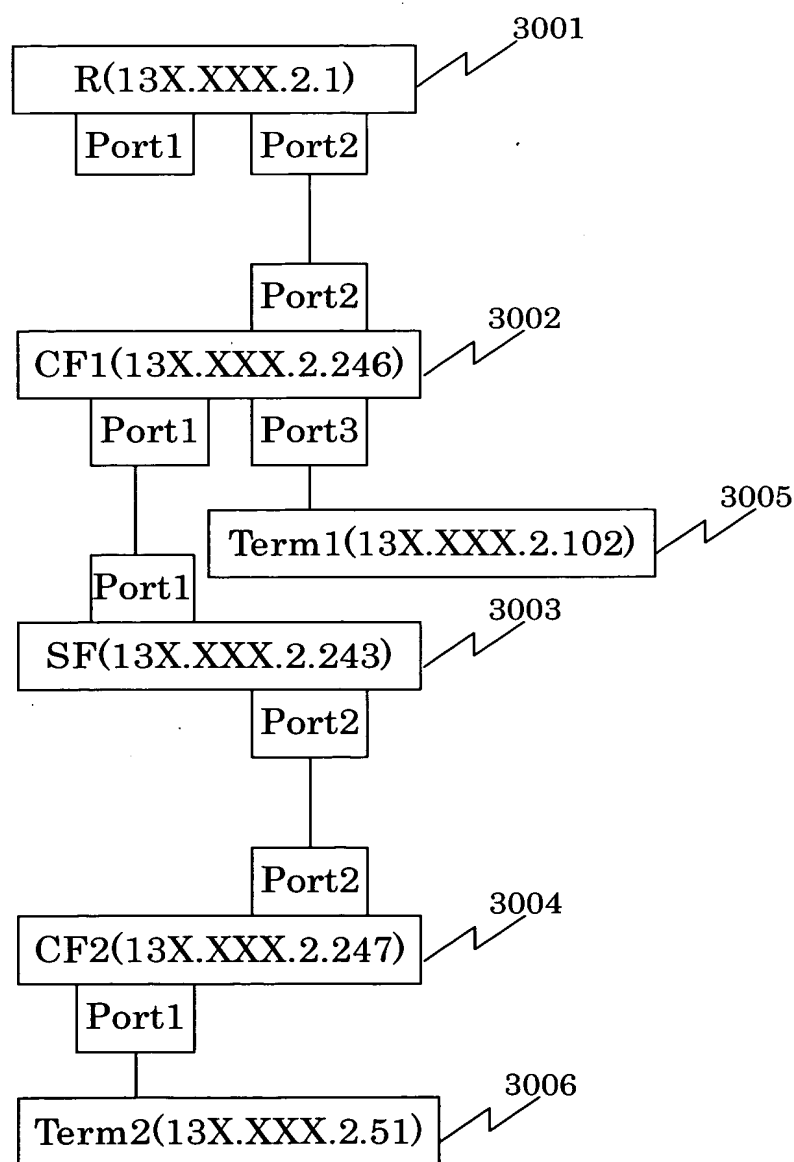 3001
R(13X.XXX.2.1)
Port1
Port2
Port2
3002
CF1(13X.XXX.2.246)
Port1
Port3
3005
Term1(13X.XXX.2.102)
Port1
3003
SF(13X.XXX.2.243)
Port2
Port2
3004
CF2(13X.XXX.2.247)
Port1
3006
Term2(13X.XXX.2.51)